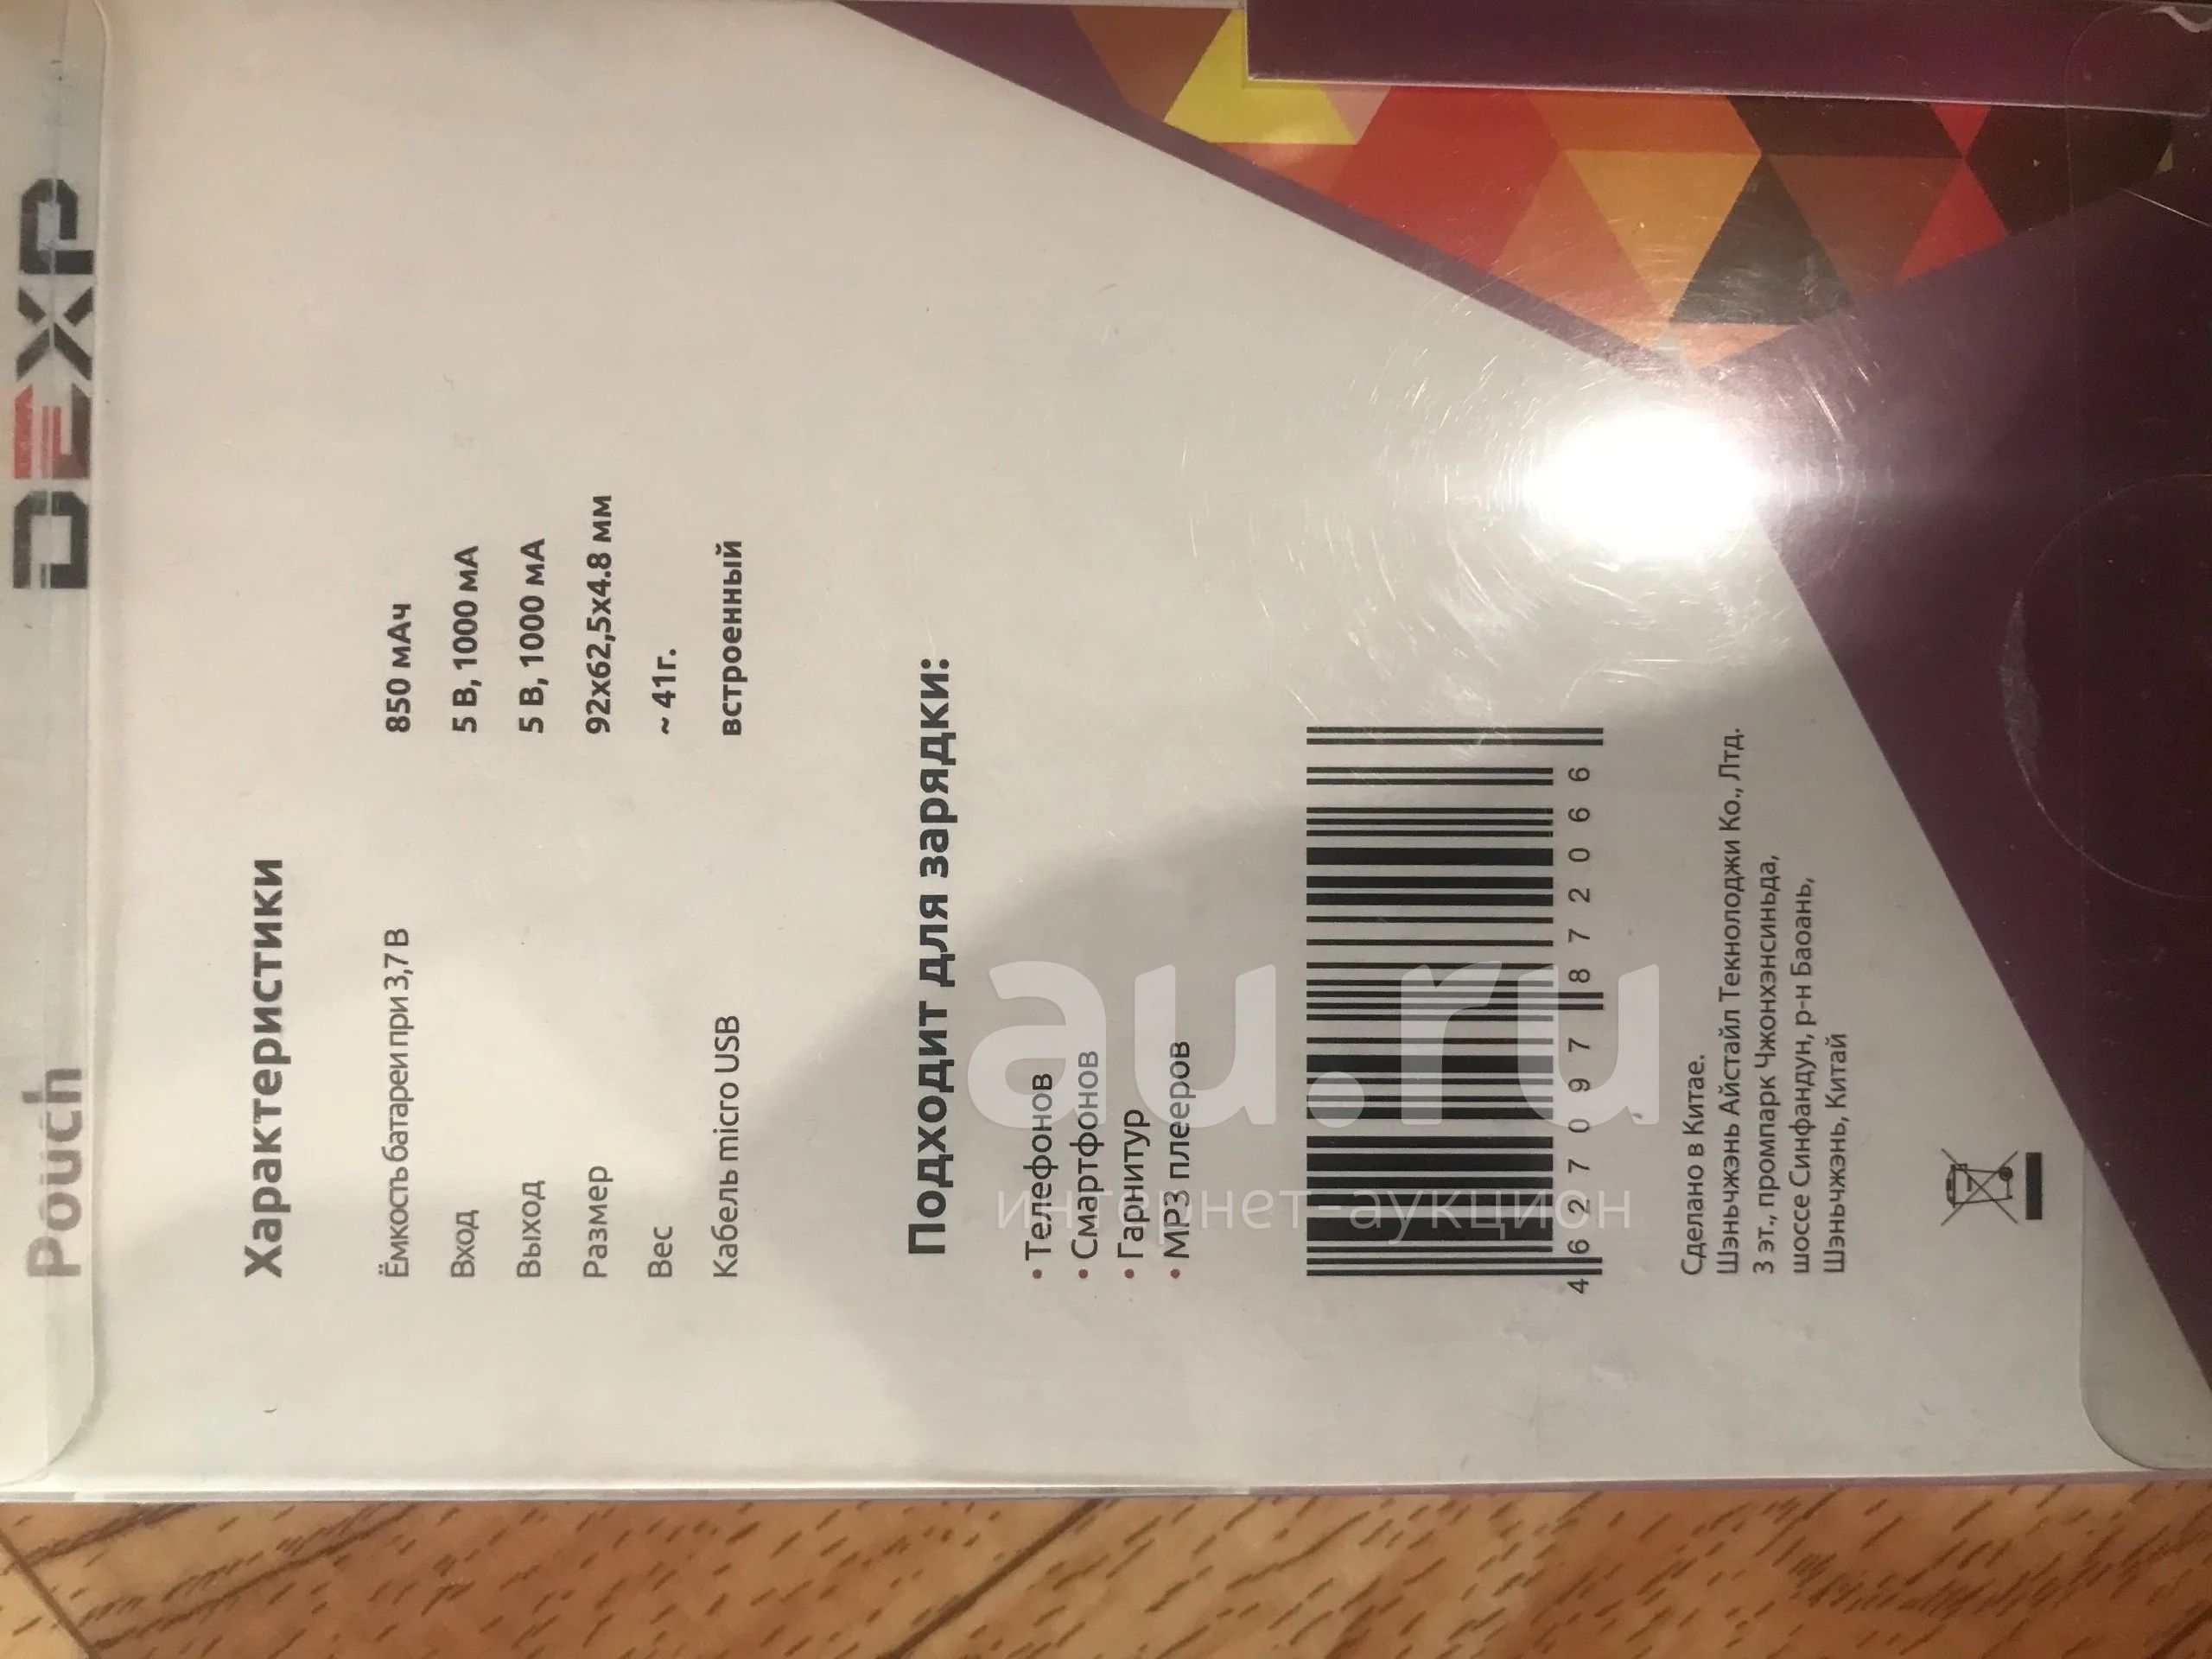 Pouch DEXP
Характеристики
Ёмкость батареи при 3,7 В 850 мАч
Вход 5 В, 1000 мА
Выход 5 В, 1000 мА
Размер 92x62,5x4.8 мм
Вес ~ 41г.
Кабель micro USB встроенный
Подходит для зарядки:
• Телефонов
• Смартфонов
• Гарнитур
• MP3 плееров
4 627097 872066
Сделано в Китае.
Шэньчжэнь Айстайл Текнолоджи Ко., Лтд.
3 эт., промпарк Чжонхэнсиньда,
шоссе Синфандун, р-н Баоань,
Шэньчжэнь, Китай
au.ru
интернет-аукцион